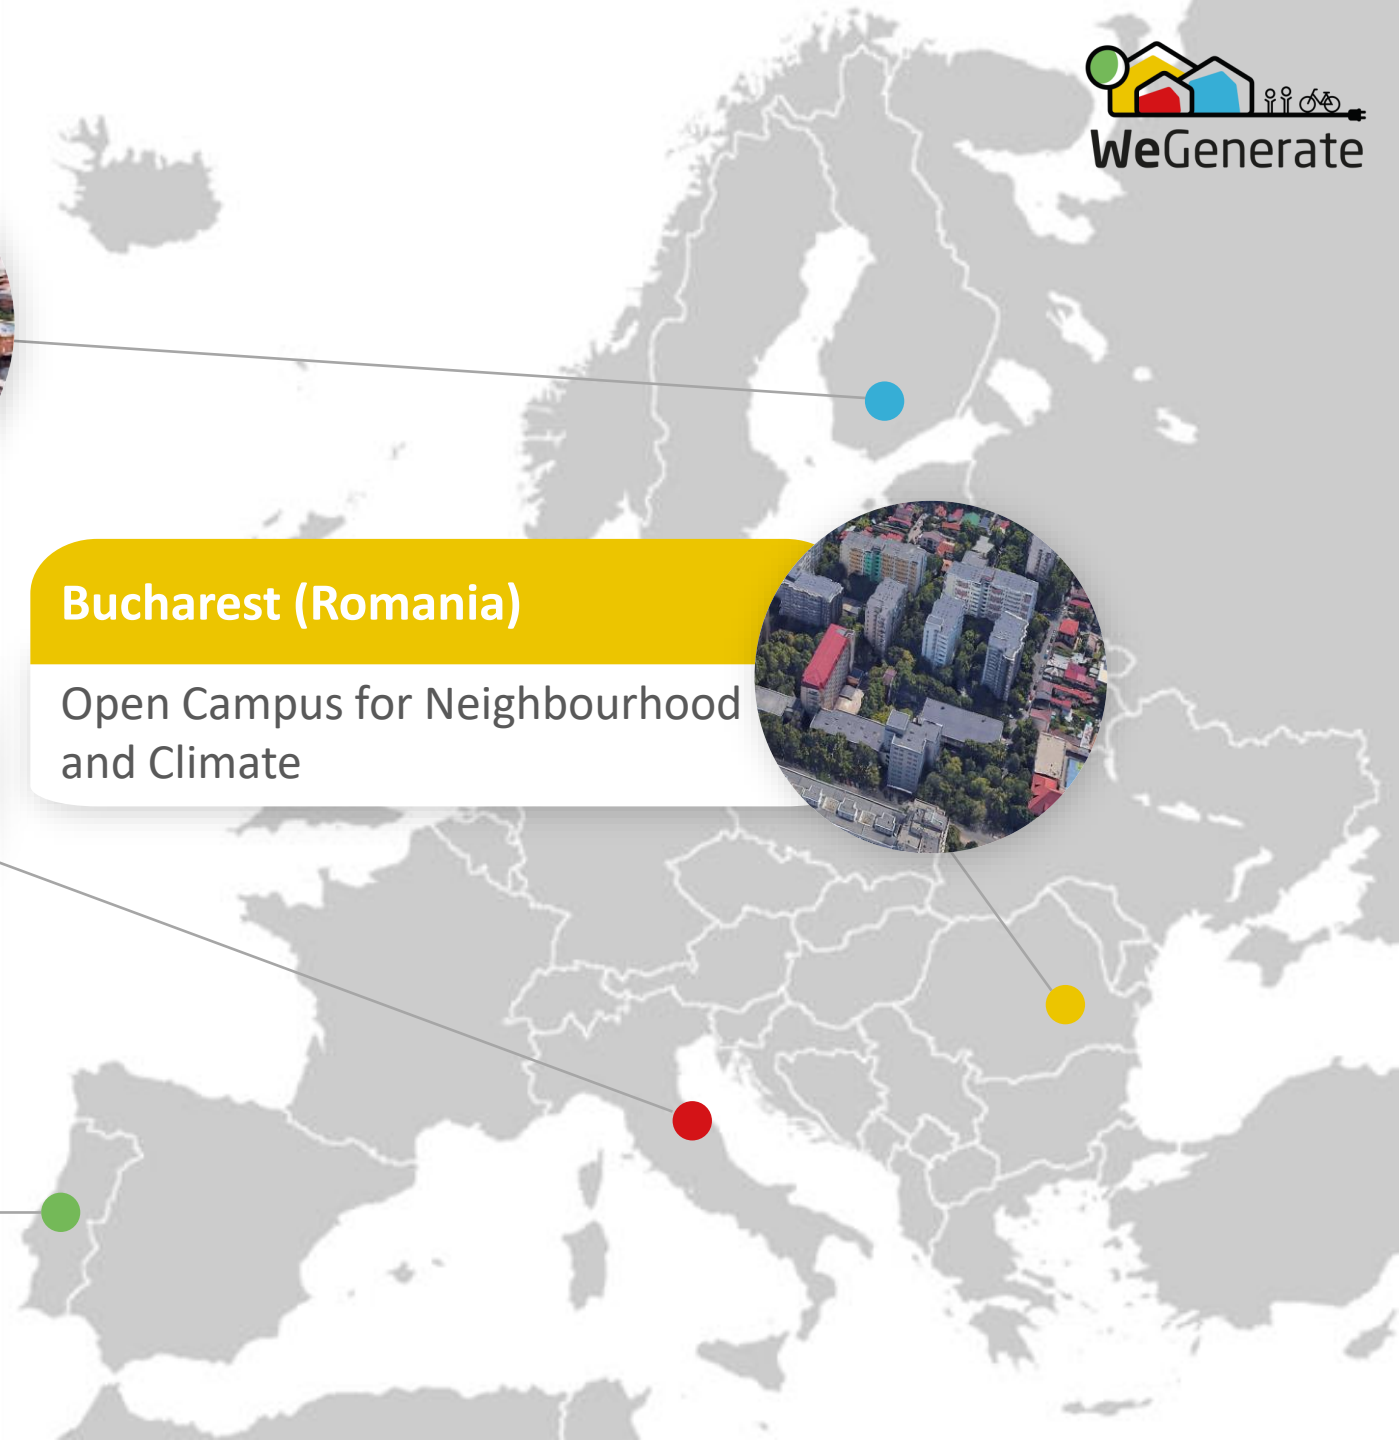 WeGenerate
Bucharest (Romania)
Open Campus for Neighbourhood
and Climate